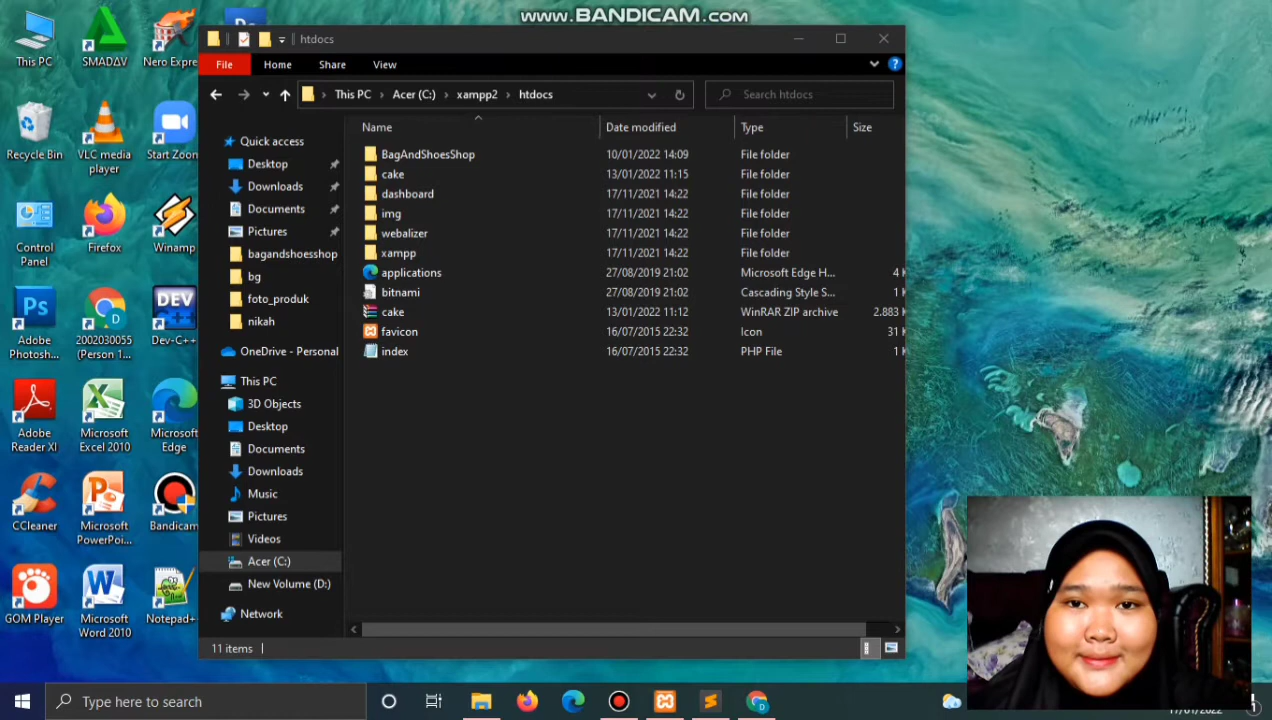 www.BANDICAM.com
This PC
SMADΔV
Nero Expre
Recycle Bin
VLC media player
Start Zoom
Control Panel
Firefox
Winamp
Adobe Photosh...
2002030055 (Person 1...
Dev-C++
Adobe Reader XI
Microsoft Excel 2010
Microsoft Edge
CCleaner
Microsoft PowerPoi...
Bandicam
GOM Player
Microsoft Word 2010
Notepad+
htdocs
File Home Share View
This PC > Acer (C:) > xampp2 > htdocs
Search htdocs
Quick access
Desktop
Downloads
Documents
Pictures
bagandshoesshop
bg
foto_produk
nikah
OneDrive - Personal
This PC
3D Objects
Desktop
Documents
Downloads
Music
Pictures
Videos
Acer (C:)
New Volume (D:)
Network
Name Date modified Type Size
BagAndShoesShop 10/01/2022 14:09 File folder
cake 13/01/2022 11:15 File folder
dashboard 17/11/2021 14:22 File folder
img 17/11/2021 14:22 File folder
webalizer 17/11/2021 14:22 File folder
xampp 17/11/2021 14:22 File folder
applications 27/08/2019 21:02 Microsoft Edge H... 4 K
bitnami 27/08/2019 21:02 Cascading Style S... 1 K
cake 13/01/2022 11:12 WinRAR ZIP archive 2.883 K
favicon 16/07/2015 22:32 Icon 31 K
index 16/07/2015 22:32 PHP File 1 K
11 items
Type here to search
17/01/2022